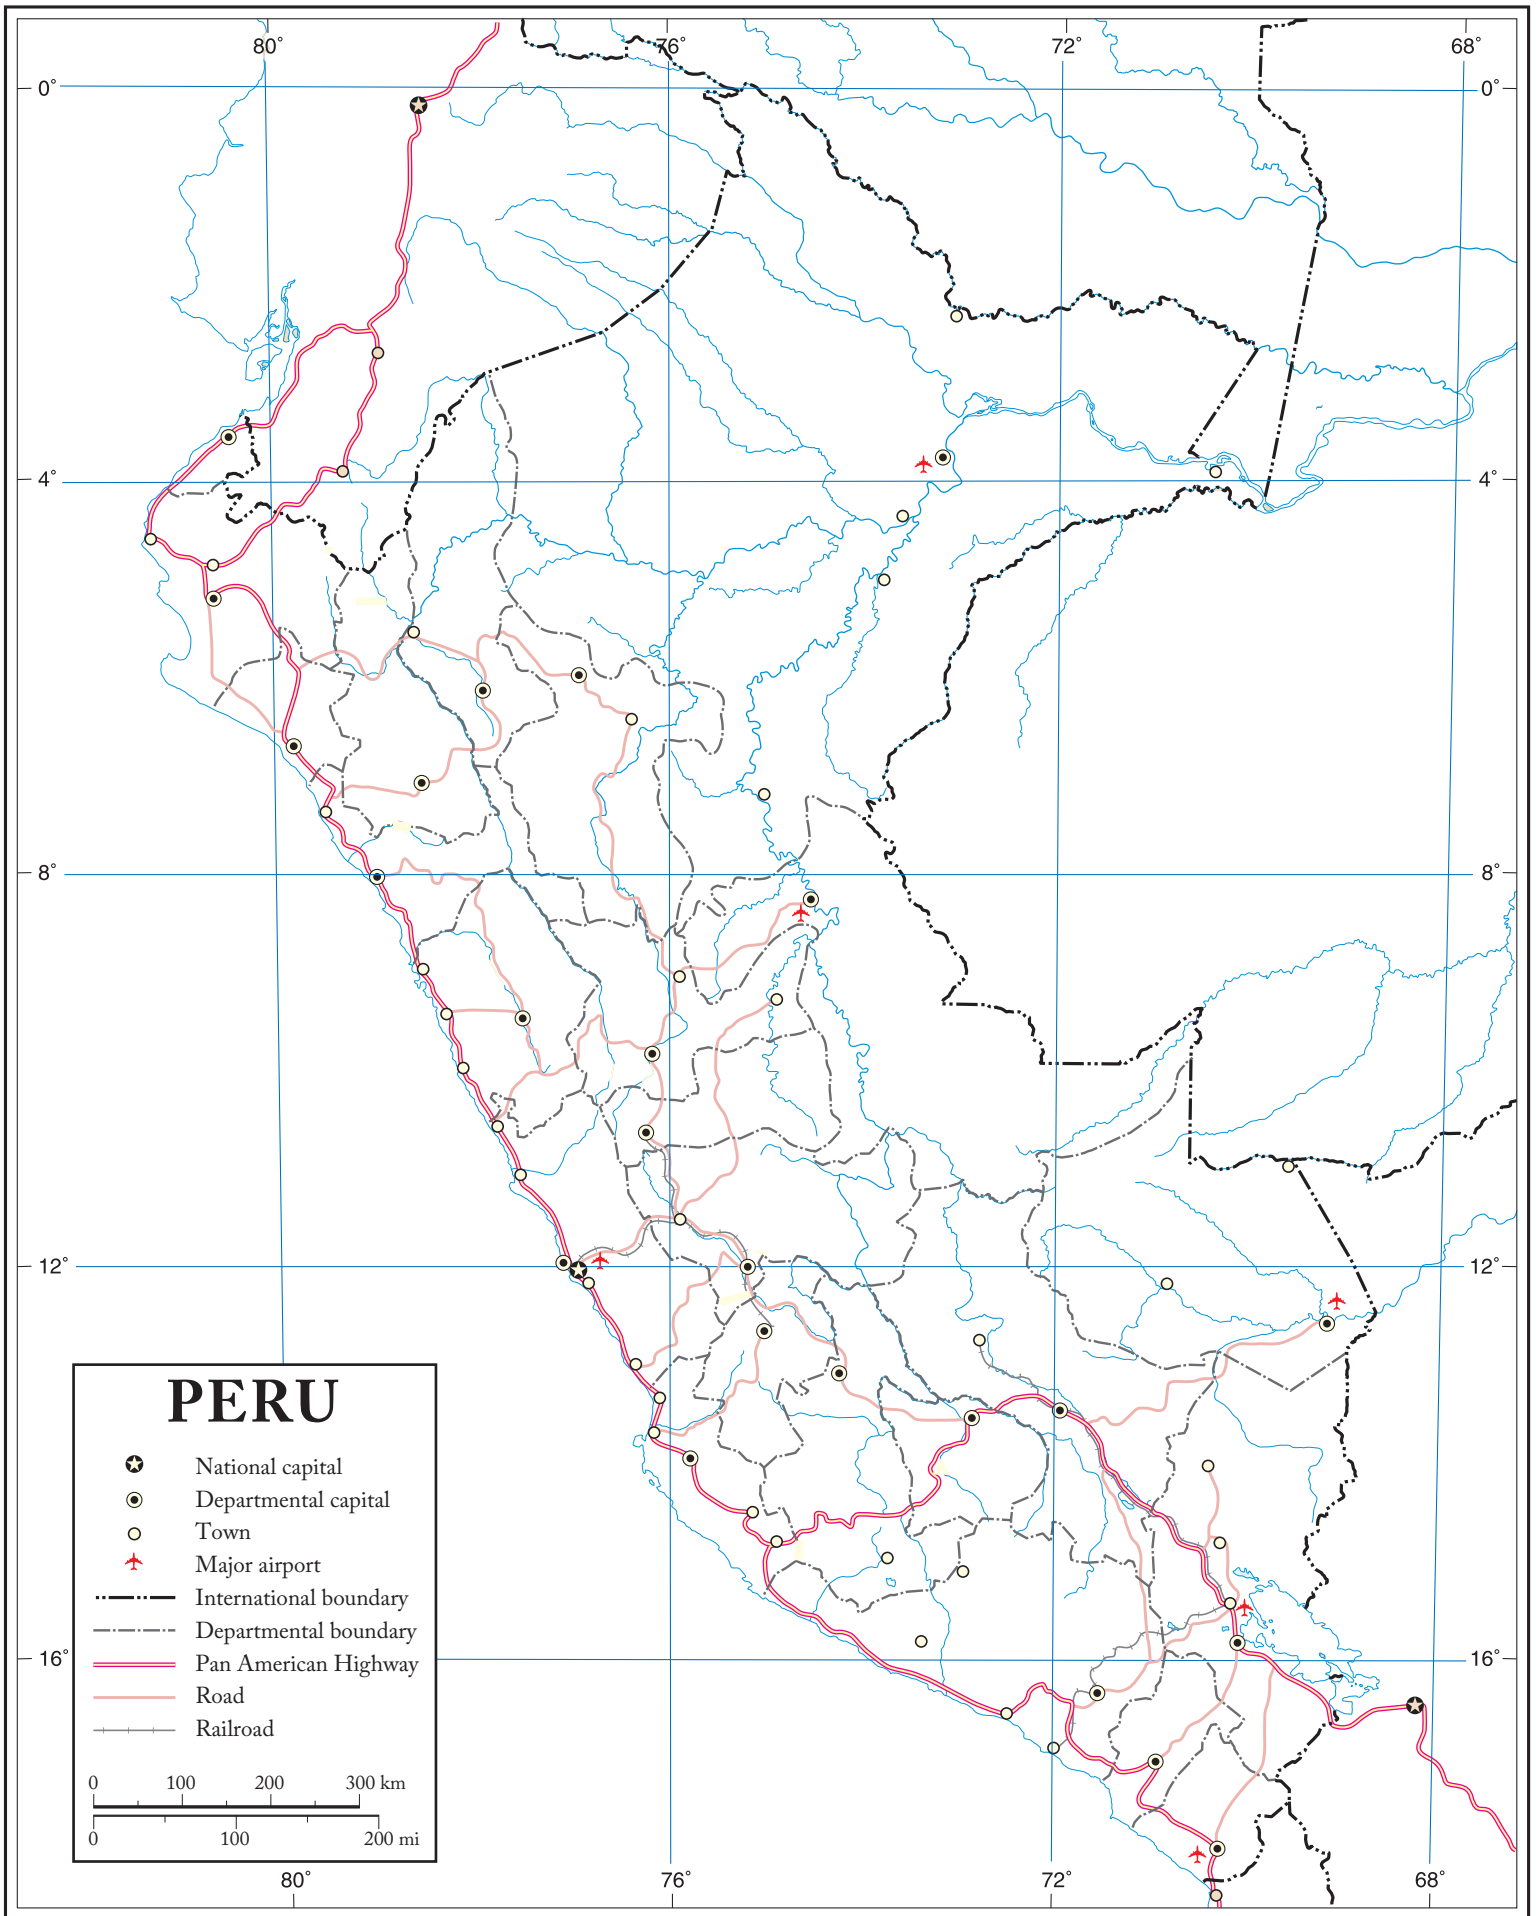 80° 76° 72° 68°
0° 0°
4° 4°
8° 8°
12° 12°
PERU
National capital
Departmental capital
Town
Major airport
International boundary
Departmental boundary
16° Pan American Highway 16°
Road
Railroad
0 100 200 300 km
0 100 200 mi
80° 76° 72° 68°